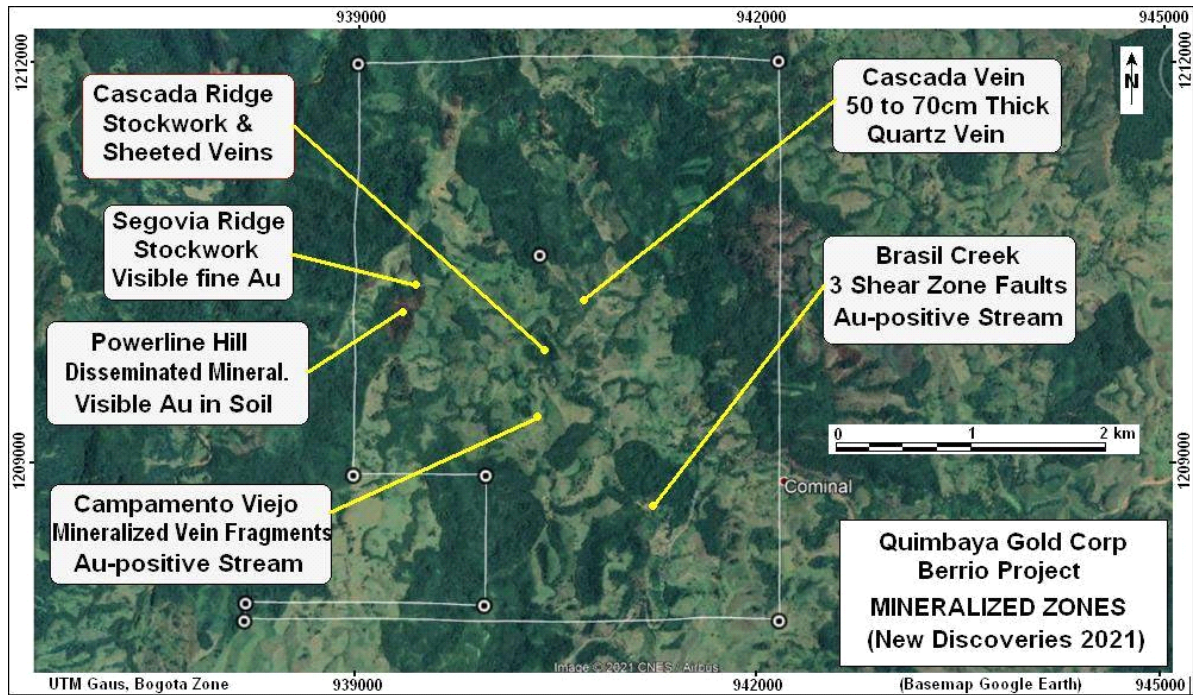 939000
942000
945000
1212000
1212000
N
Cascada Ridge
Stockwork &
Sheeted Veins
Cascada Vein
50 to 70cm Thick
Quartz Vein
Segovia Ridge
Stockwork
Visible fine Au
Brasil Creek
3 Shear Zone Faults
Au-positive Stream
Powerline Hill
Disseminated Mineral.
Visible Au in Soil
0 1 2 km
1209000
1209000
Cominal
Campamento Viejo
Mineralized Vein Fragments
Au-positive Stream
Quimbaya Gold Corp
Berrio Project
MINERALIZED ZONES
(New Discoveries 2021)
Image © 2021 CNES / Airbus
UTM Gaus, Bogota Zone
939000
942000
(Basemap Google Earth)
945000